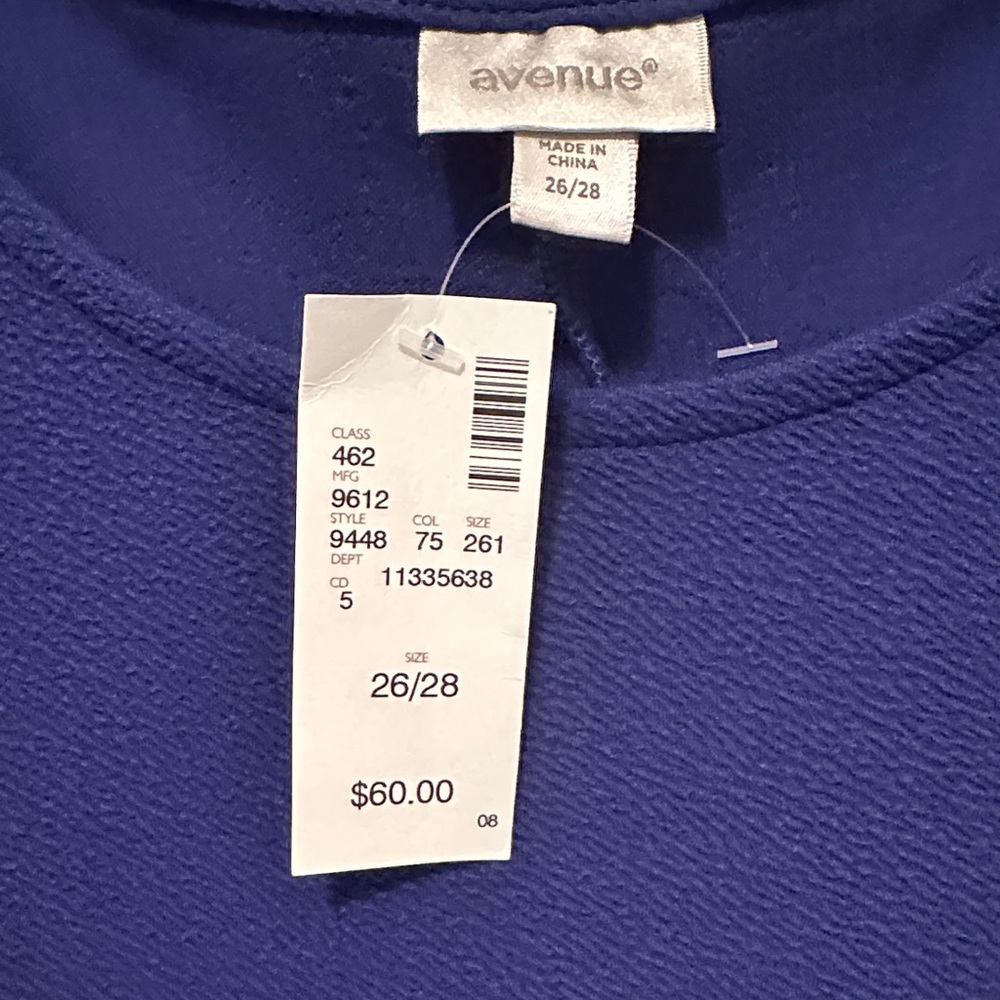 avenue®
MADE IN
CHINA
26/28
CLASS
462
MFG
9612
STYLE COL SIZE
9448 75 261
DEPT
11335638
CD
5
SIZE
26/28
$60.00
08